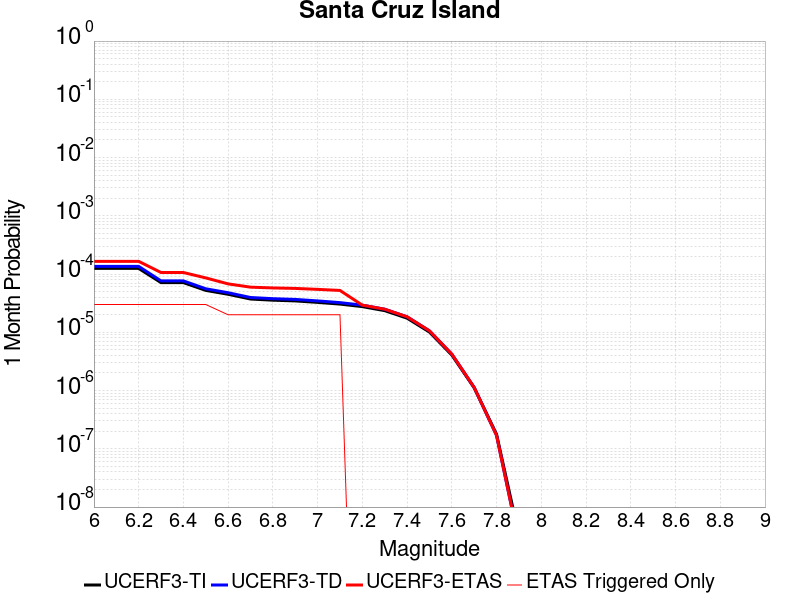 Santa Cruz Island
1 Month Probability
10^0
10^-1
10^-2
10^-3
10^-4
10^-5
10^-6
10^-7
10^-8
6 6.2 6.4 6.6 6.8 7 7.2 7.4 7.6 7.8 8 8.2 8.4 8.6 8.8 9
Magnitude
UCERF3-TI UCERF3-TD UCERF3-ETAS ETAS Triggered Only